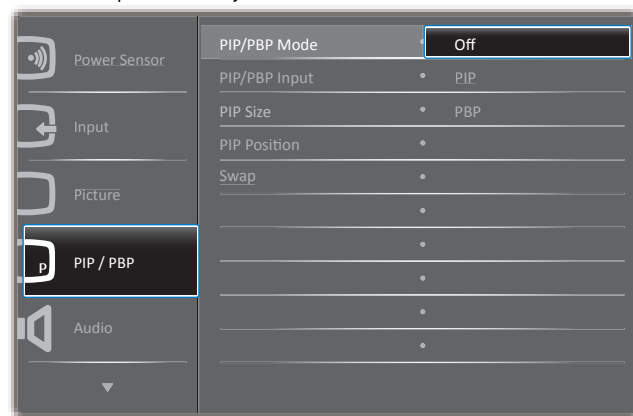 Power Sensor
Input
Picture
P
PIP / PBP
Audio
PIP/PBP Mode
Off
PIP/PBP Input
PIP
PIP Size
PBP
PIP Position
Swap